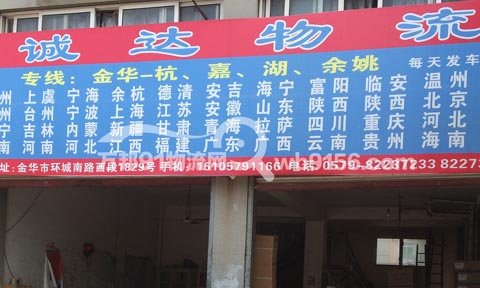 诚达物流
专线：金华—杭、嘉、湖、余姚 每天发车
州 上虞 宁海 余杭 德清 安吉 海宁 富阳 临安 温州
州 台州 宁波 上海 江苏 安徽 山东 陕西 陕西 北京
宁 吉林 内蒙 新疆 甘肃 青海 拉萨 四川 重庆 河北
南 河南 江西 福建 广东 广西 云南 贵州 海南
址:金华市环城南路西段1829号 手机:15105791166 电话:0579-82237233 8227